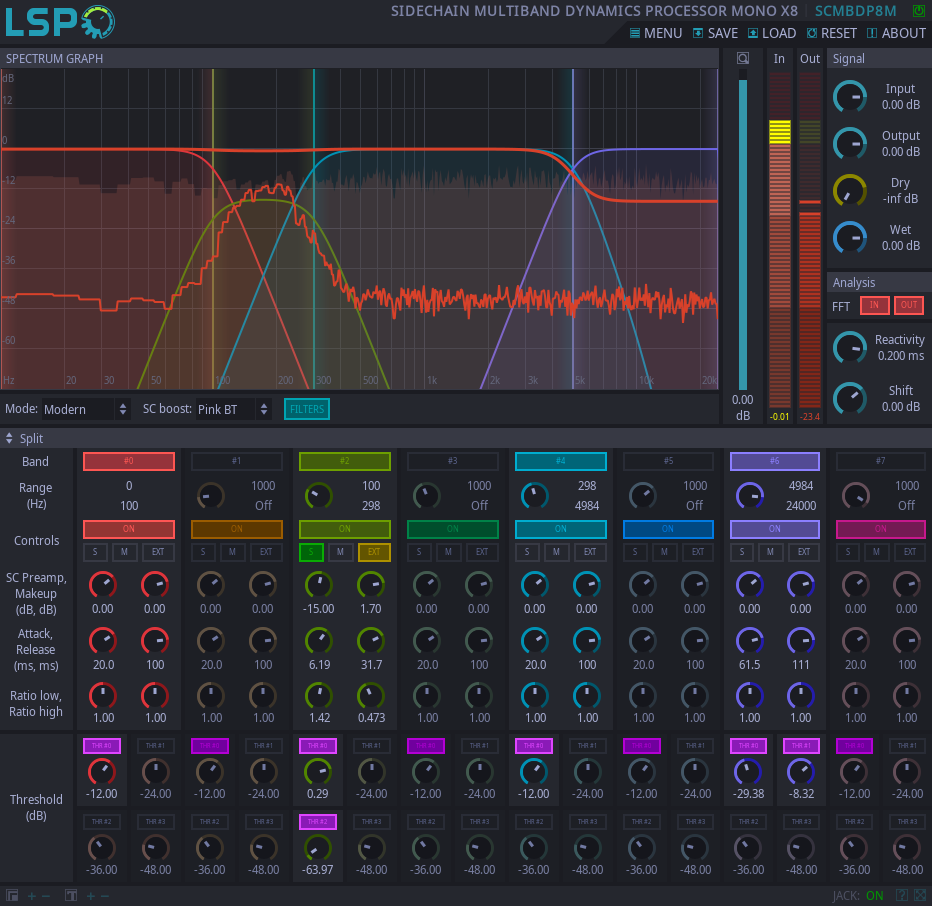 LSP
SIDECHAIN MULTIBAND DYNAMICS PROCESSOR MONO X8 SCMBDP8M
MENU SAVE LOAD RESET ABOUT
SPECTRUM GRAPH
In Out
Signal
dB
12
0
-12
-24
-36
-48
-60
Hz 20 30 50 100 200 300 500 1k 2k 3k 5k 10k 20k
0.00
dB
-0.01 -23.4
Input
0.00 dB
Output
0.00 dB
Dry
-inf dB
Wet
0.00 dB
Analysis
FFT IN OUT
Reactivity
0.200 ms
Shift
0.00 dB
Mode: Modern SC boost: Pink BT FILTERS
Split
Band #0 #1 #2 #3 #4 #5 #6 #7
Range
(Hz)
0 1000 100 1000 298 1000 4984 1000
100 Off 298 Off 4984 Off 24000 Off
Controls
ON ON ON ON ON ON ON ON
S M EXT S M EXT S M EXT S M EXT S M EXT S M EXT S M EXT S M EXT
SC Preamp,
Makeup
(dB, dB)
0.00 0.00 0.00 0.00 -15.00 1.70 0.00 0.00 0.00 0.00 0.00 0.00 0.00 0.00 0.00 0.00
Attack,
Release
(ms, ms)
20.0 100 20.0 100 6.19 31.7 20.0 100 20.0 100 20.0 100 61.5 111 20.0 100
Ratio low,
Ratio high
1.00 1.00 1.00 1.00 1.42 0.473 1.00 1.00 1.00 1.00 1.00 1.00 1.00 1.00 1.00 1.00
Threshold
(dB)
THR #0 THR #1 THR #0 THR #1 THR #0 THR #1 THR #0 THR #1 THR #0 THR #1 THR #0 THR #1 THR #0 THR #1 THR #0 THR #1
-12.00 -24.00 -12.00 -24.00 0.29 -24.00 -12.00 -24.00 -12.00 -24.00 -12.00 -24.00 -29.38 -8.32 -12.00 -24.00
THR #2 THR #3 THR #2 THR #3 THR #2 THR #3 THR #2 THR #3 THR #2 THR #3 THR #2 THR #3 THR #2 THR #3 THR #2 THR #3
-36.00 -48.00 -36.00 -48.00 -63.97 -48.00 -36.00 -48.00 -36.00 -48.00 -36.00 -48.00 -36.00 -48.00 -36.00 -48.00
JACK: ON